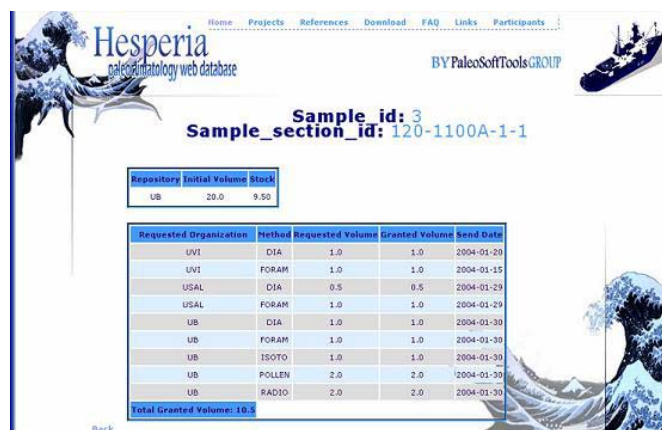 Home Projects References Download FAQ Links Participants
Hesperia
paleoclimatology web database
BY PaleoSoftTools GROUP
Sample_id: 3
Sample_section_id: 120-1100A-1-1
Repository Initial Volume Stock
UB 20.0 9.50
Requested Organization Method Requested Volume Granted Volume Send Date
UVI DIA 1.0 1.0 2004-01-20
UVI FORAM 1.0 1.0 2004-01-15
USAL DIA 0.5 0.5 2004-01-29
USAL FORAM 1.0 1.0 2004-01-29
UB DIA 1.0 1.0 2004-01-30
UB FORAM 1.0 1.0 2004-01-30
UB ISOTO 1.0 1.0 2004-01-30
UB POLLEN 2.0 2.0 2004-01-30
UB RADIO 2.0 2.0 2004-01-30
Total Granted Volume: 10.5
Back